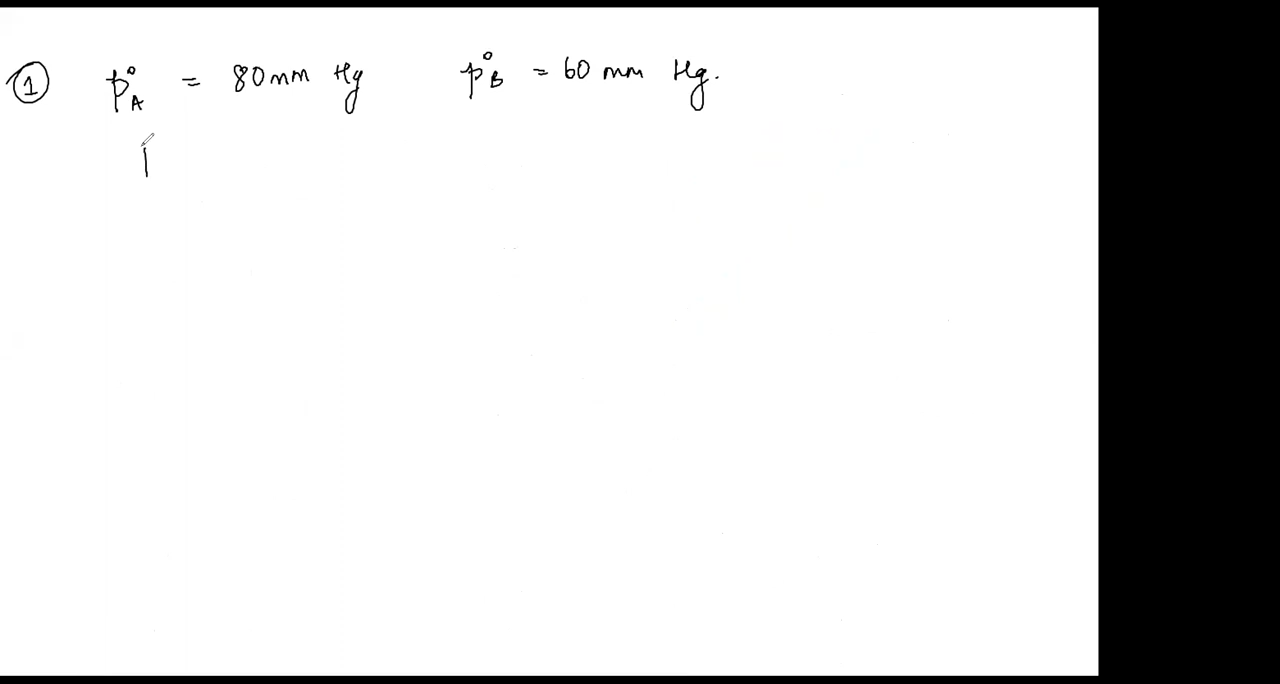 ① p°A = 80 mm Hg p°B = 60 mm Hg.